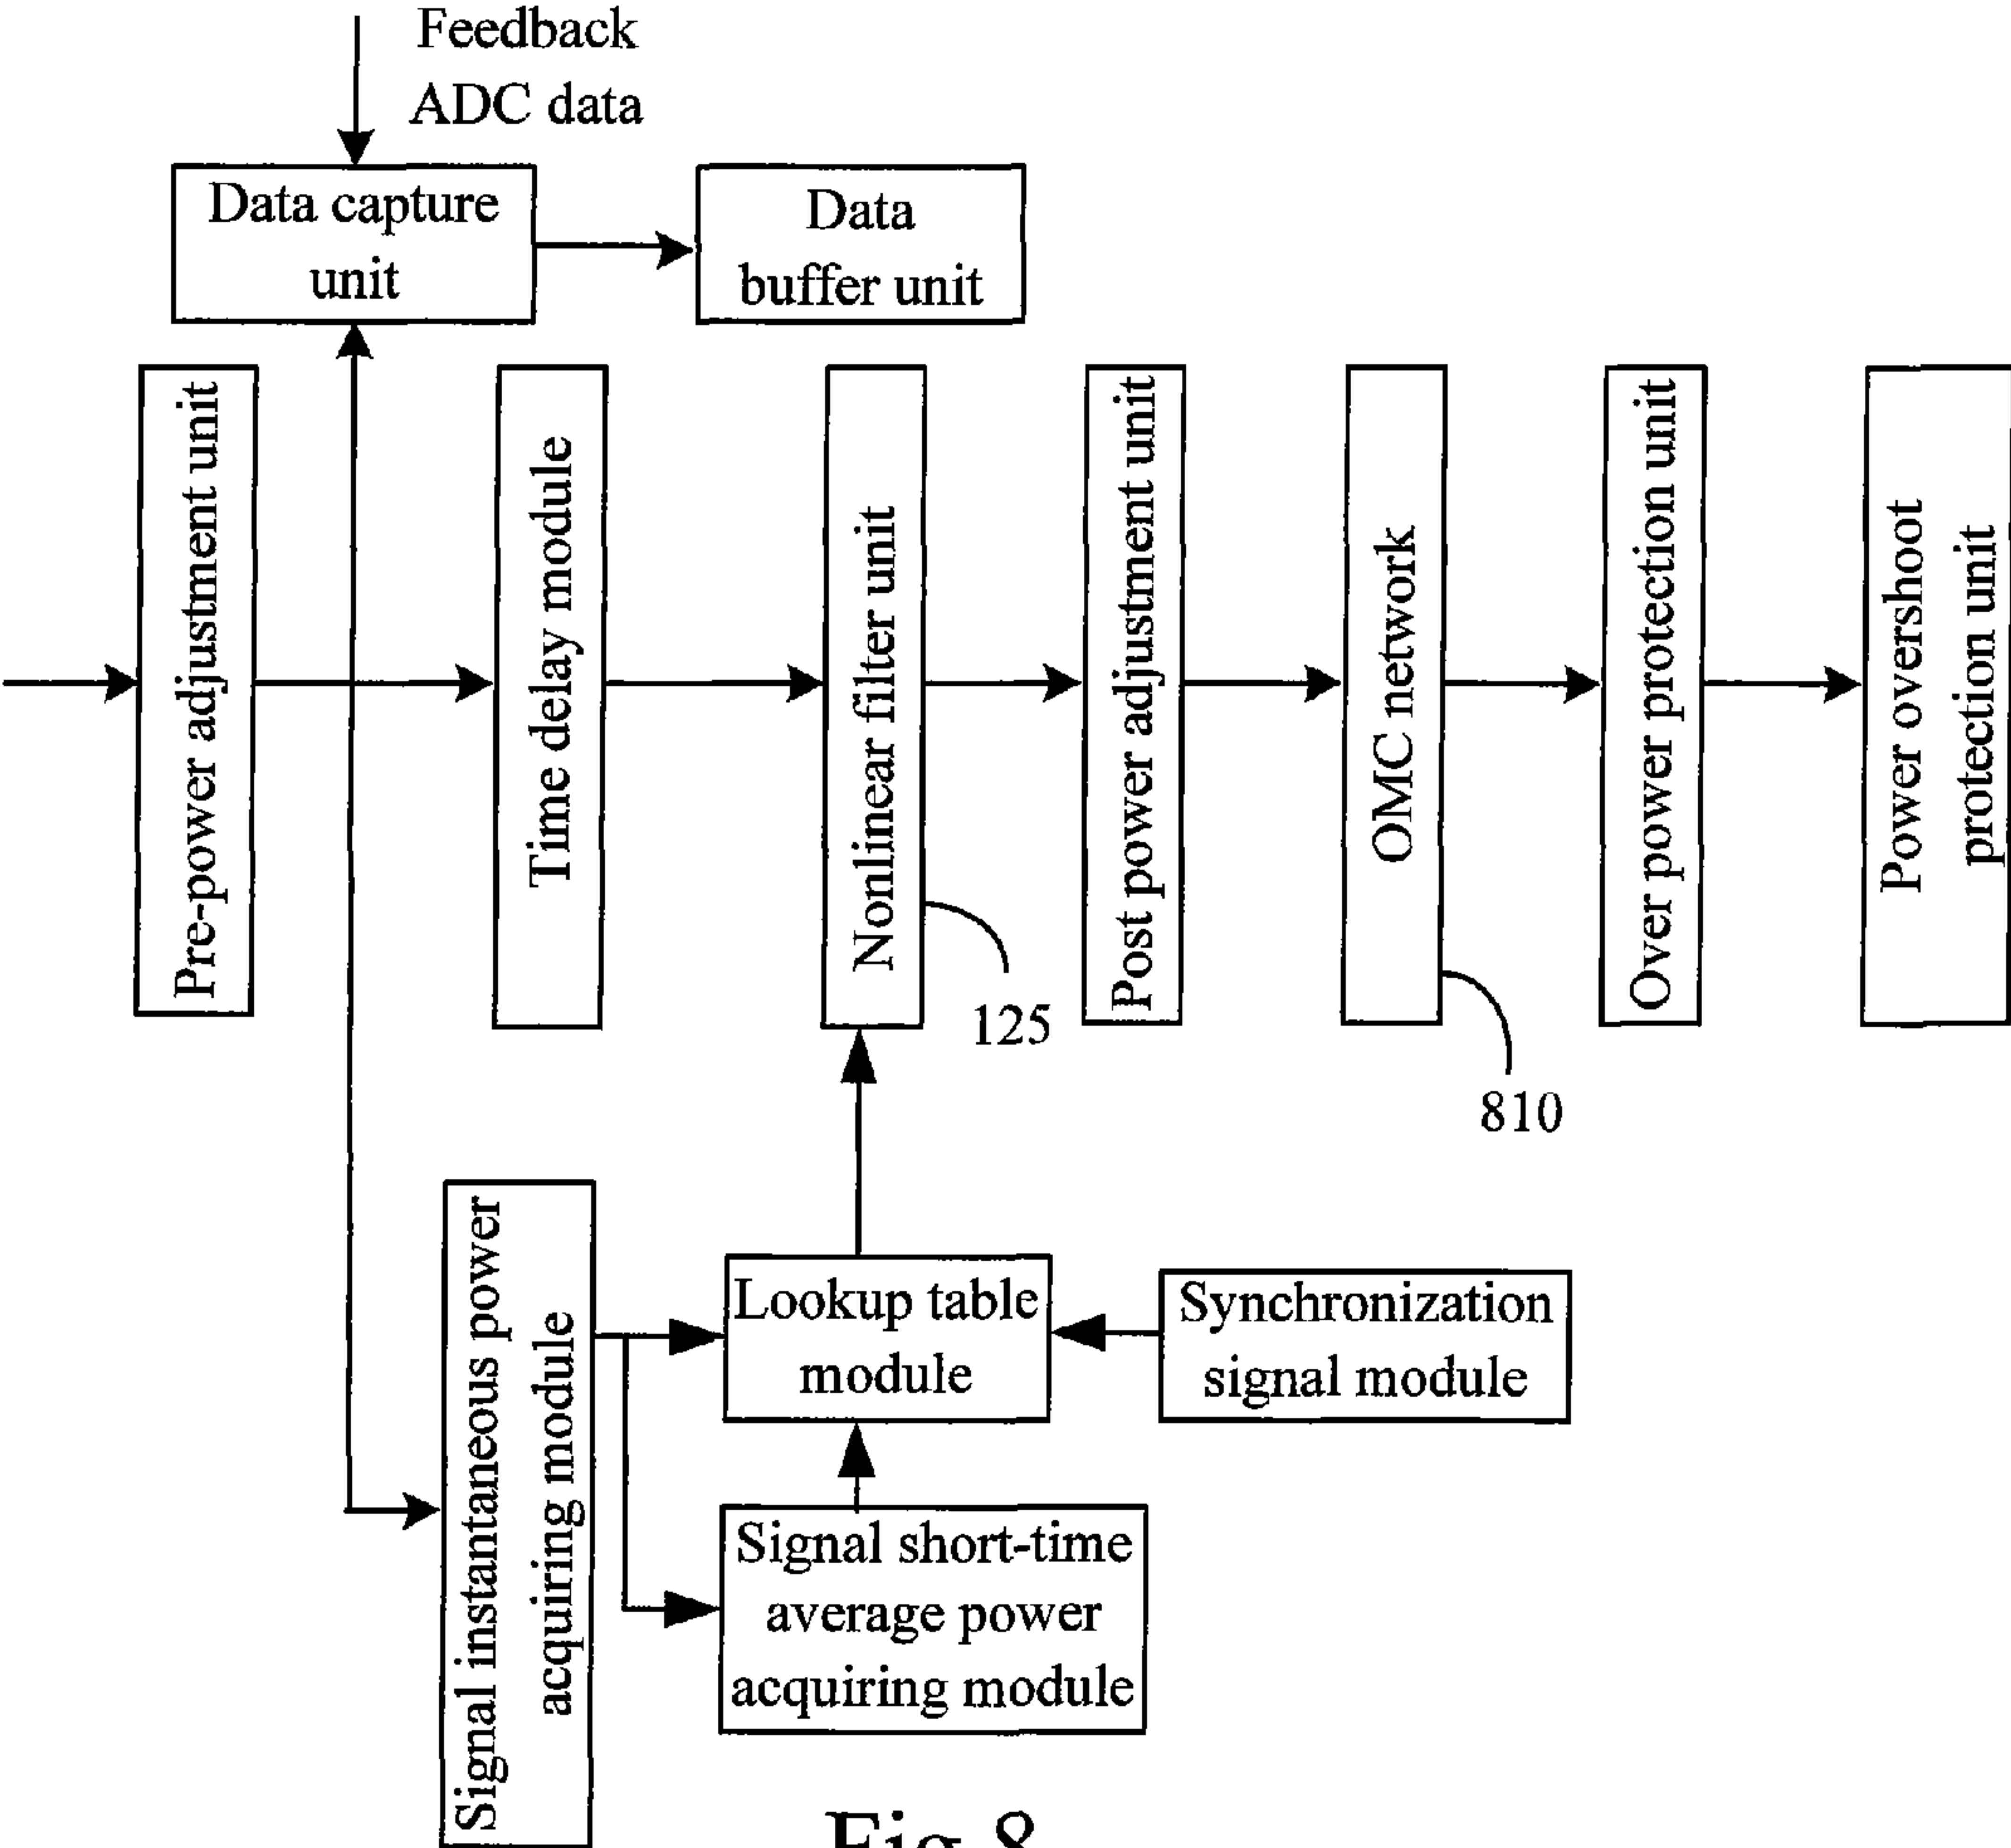 Feedback
ADC data
Data capture
unit
Data
buffer unit
Pre-power adjustment unit
Time delay module
Nonlinear filter unit
Post power adjustment unit
OMC network
Over power protection unit
Power overshoot
protection unit
125
810
Signal instantaneous power
acquiring module
Lookup table
module
Synchronization
signal module
Signal short-time
average power
acquiring module
Fig 8